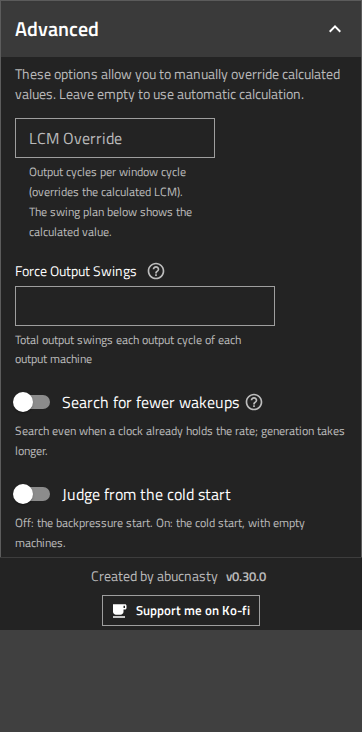 Advanced
These options allow you to manually override calculated
values. Leave empty to use automatic calculation.
LCM Override
Output cycles per window cycle
(overrides the calculated LCM).
The swing plan below shows the
calculated value.
Force Output Swings
Total output swings each output cycle of each
output machine
Search for fewer wakeups
Search even when a clock already holds the rate; generation takes
longer.
Judge from the cold start
Off: the backpressure start. On: the cold start, with empty
machines.
Created by abucnasty v0.30.0
Support me on Ko-fi